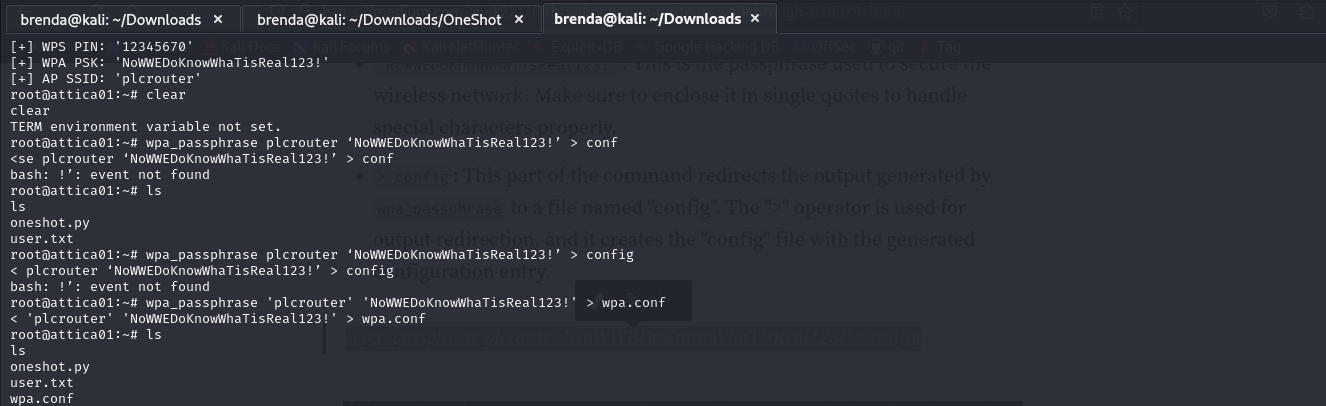 brenda@kali: ~/Downloads ×
brenda@kali: ~/Downloads/OneShot ×
brenda@kali: ~/Downloads ×
Kali Docs Kali Forums Kali NetHunter Exploit-DB Google Hacking DB OffSec git Tag
[+] WPS PIN: '12345670'
[+] WPA PSK: 'NoWWEDoKnowWhaTisReal123!'
[+] AP SSID: 'plcrouter'
root@attica01:~# clear
clear
TERM environment variable not set.
root@attica01:~# wpa_passphrase plcrouter ‘NoWWEDoKnowWhaTisReal123!’ > conf
<se plcrouter ‘NoWWEDoKnowWhaTisReal123!’ > conf
bash: !’: event not found
root@attica01:~# ls
ls
oneshot.py
user.txt
root@attica01:~# wpa_passphrase plcrouter ‘NoWWEDoKnowWhaTisReal123!’ > config
< plcrouter ‘NoWWEDoKnowWhaTisReal123!’ > config
bash: !’: event not found
root@attica01:~# wpa_passphrase 'plcrouter' 'NoWWEDoKnowWhaTisReal123!' > wpa.conf
< 'plcrouter' 'NoWWEDoKnowWhaTisReal123!' > wpa.conf
root@attica01:~# ls
ls
oneshot.py
user.txt
wpa.conf
: This is the passphrase used to secure the
wireless network. Make sure to enclose it in single quotes to handle
special characters properly.
> config: This part of the command redirects the output generated by
wpa_passphrase to a file named "config". The ">" operator is used for
output redirection, and it creates the "config" file with the generated
configuration entry.